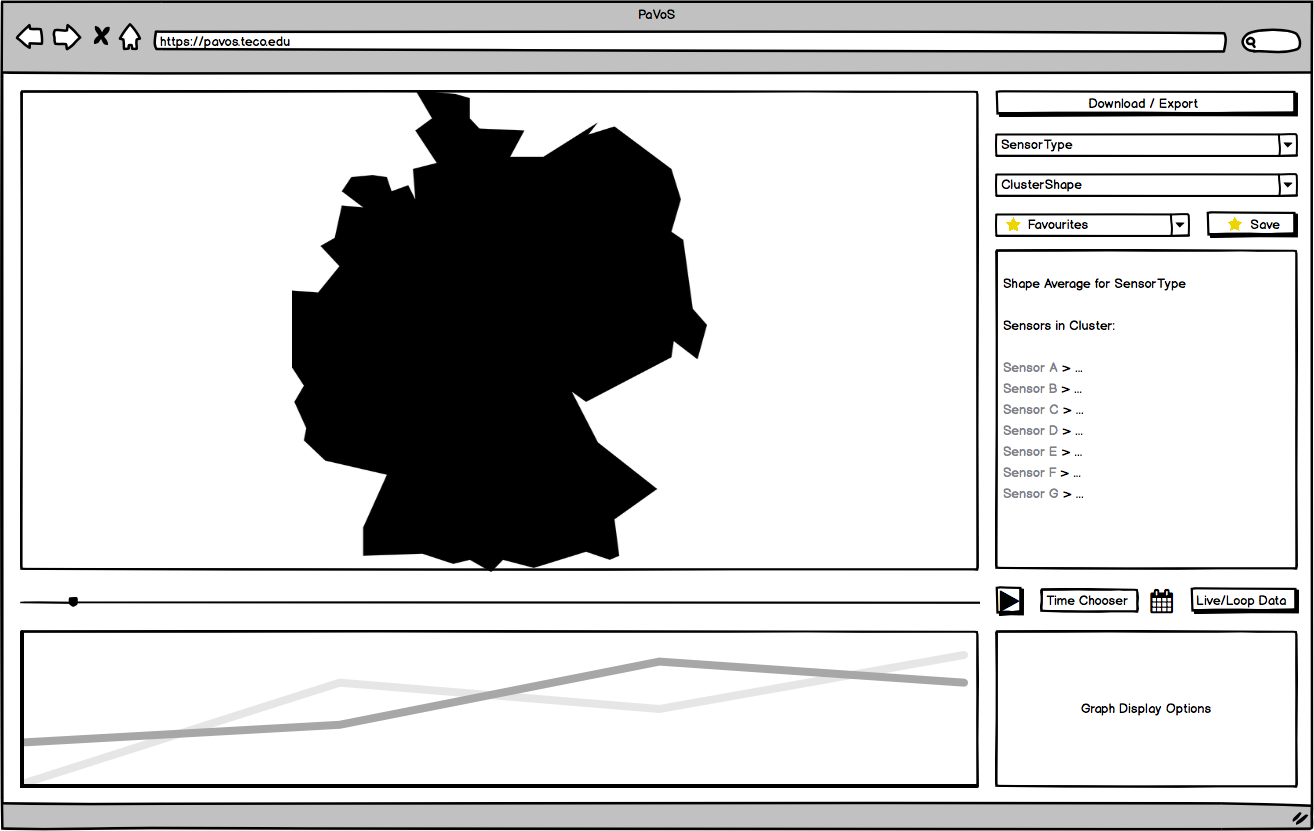 PaVoS
https://pavos.teco.edu
Download / Export
SensorType
ClusterShape
Favourites
Save
Shape Average for SensorType
Sensors in Cluster:
Sensor A > ...
Sensor B > ...
Sensor C > ...
Sensor D > ...
Sensor E > ...
Sensor F > ...
Sensor G > ...
Time Chooser
Live/Loop Data
Graph Display Options